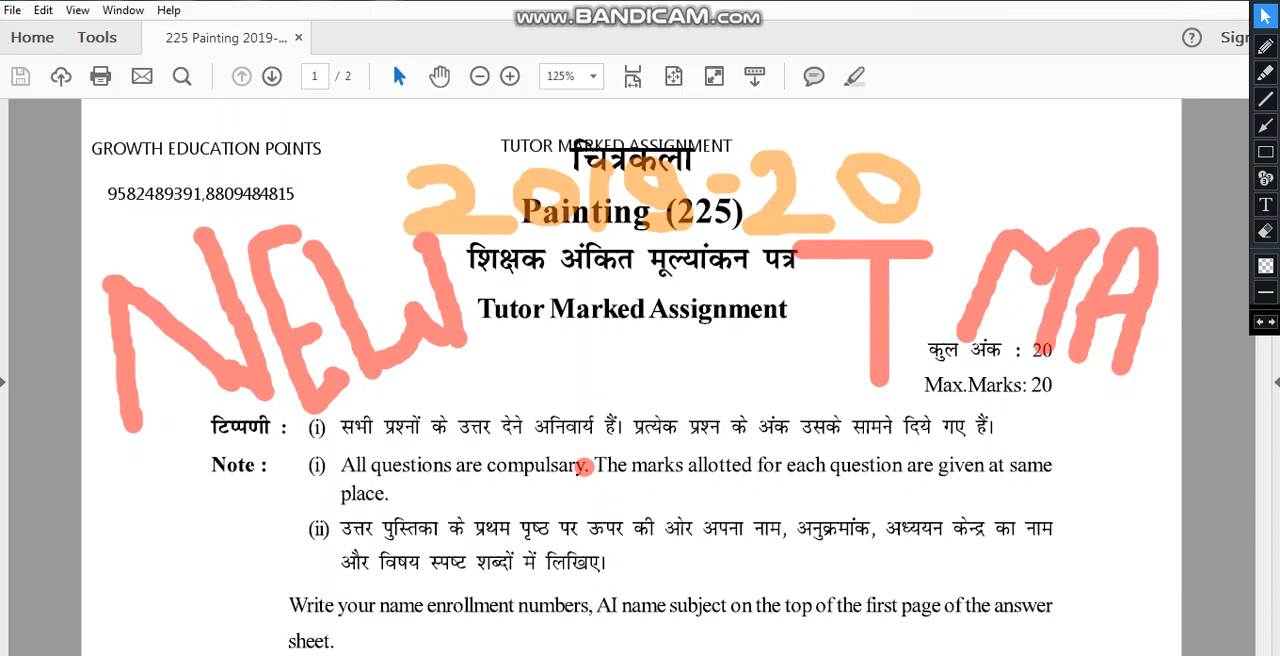 www.BANDICAM.com
File Edit View Window Help
Home Tools 225 Painting 2019-... × ? Sign
1 / 2 125%
GROWTH EDUCATION POINTS TUTOR MARKED ASSIGNMENT
चित्रकला
9582489391,8809484815
2019-20
Painting (225)
NEW TMA
शिक्षक अंकित मूल्यांकन पत्र
Tutor Marked Assignment
कुल अंक : 20
Max.Marks: 20
टिप्पणी : (i) सभी प्रश्नों के उत्तर देने अनिवार्य हैं। प्रत्येक प्रश्न के अंक उसके सामने दिये गए हैं।
Note : (i) All questions are compulsary. The marks allotted for each question are given at same
place.
(ii) उत्तर पुस्तिका के प्रथम पृष्ठ पर ऊपर की ओर अपना नाम, अनुक्रमांक, अध्ययन केन्द्र का नाम
और विषय स्पष्ट शब्दों में लिखिए।
Write your name enrollment numbers, AI name subject on the top of the first page of the answer
sheet.